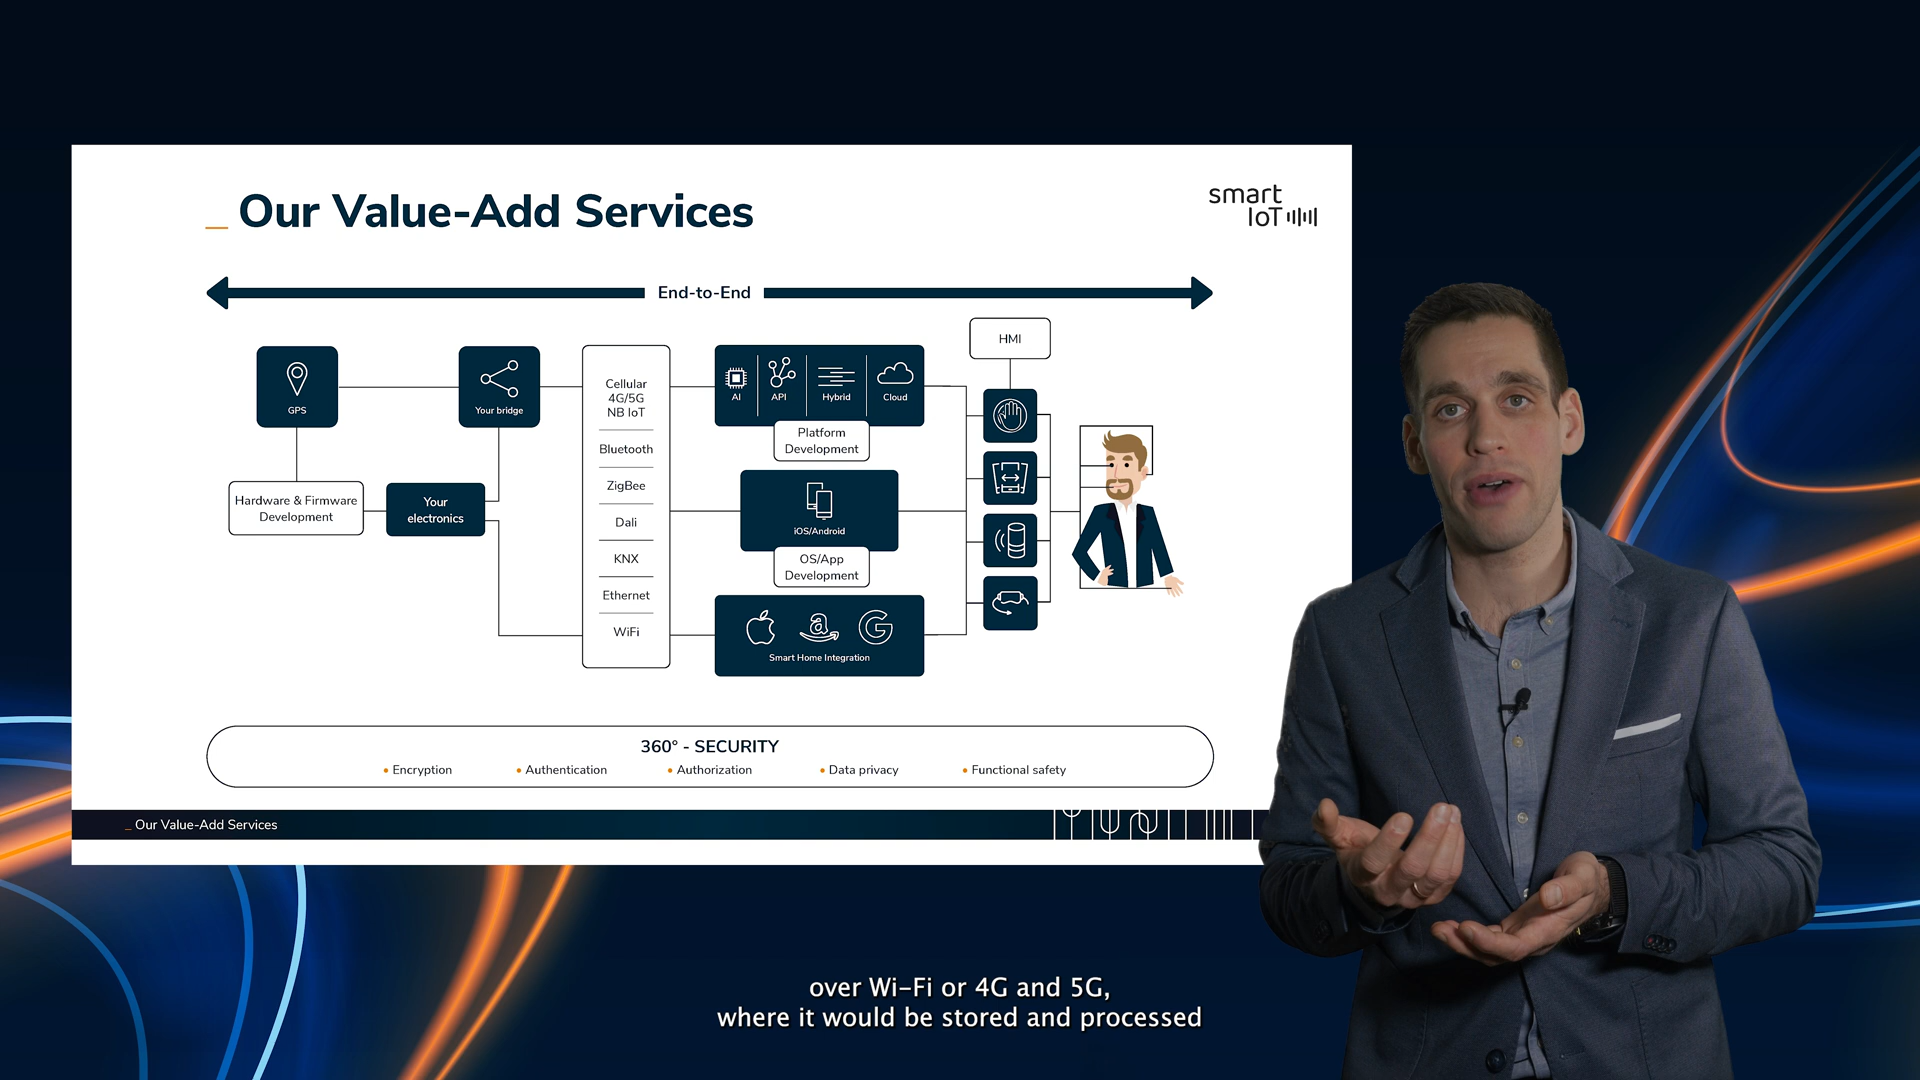 _ Our Value-Add Services
smart
IoT
End-to-End
HMI
GPS
Your bridge
Cellular
4G/5G
NB IoT
Bluetooth
ZigBee
Dali
KNX
Ethernet
WiFi
AI
API
Hybrid
Cloud
Platform
Development
Hardware & Firmware
Development
Your
electronics
iOS/Android
OS/App
Development
a
G
Smart Home Integration
360° - SECURITY
• Encryption
• Authentication
• Authorization
• Data privacy
• Functional safety
_ Our Value-Add Services
over Wi-Fi or 4G and 5G,
where it would be stored and processed